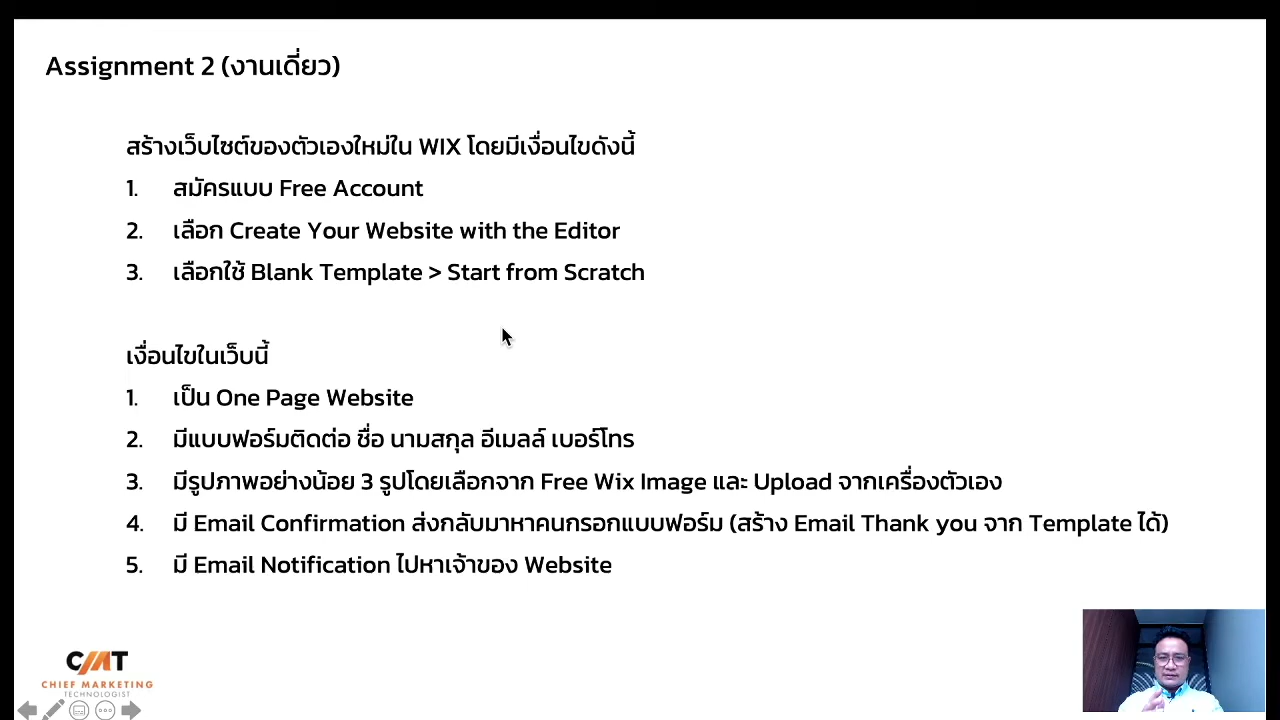 Assignment 2 (งานเดี่ยว)
สร้างเว็บไซต์ของตัวเองใหม่ใน WIX โดยมีเงื่อนไขดังนี้
1. สมัครแบบ Free Account
2. เลือก Create Your Website with the Editor
3. เลือกใช้ Blank Template > Start from Scratch
เงื่อนไขในเว็บนี้
1. เป็น One Page Website
2. มีแบบฟอร์มติดต่อ ชื่อ นามสกุล อีเมลล์ เบอร์โทร
3. มีรูปภาพอย่างน้อย 3 รูปโดยเลือกจาก Free Wix Image และ Upload จากเครื่องตัวเอง
4. มี Email Confirmation ส่งกลับมาหาคนกรอกแบบฟอร์ม (สร้าง Email Thank you จาก Template ได้)
5. มี Email Notification ไปหาเจ้าของ Website
CMT
CHIEF MARKETING
TECHNOLOGIST